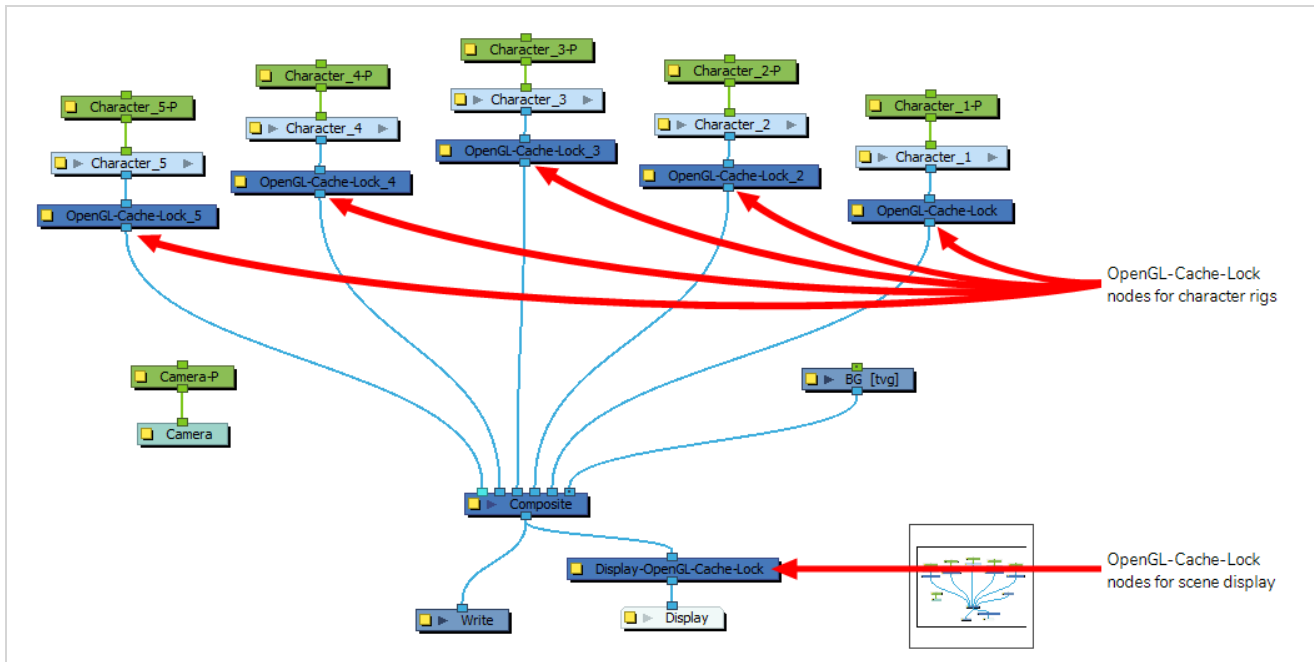 Character_3-P
Character_4-P
Character_2-P
Character_5-P
Character_1-P
Character_3
Character_4
Character_2
Character_5
Character_1
OpenGL-Cache-Lock_3
OpenGL-Cache-Lock_4
OpenGL-Cache-Lock_2
OpenGL-Cache-Lock_5
OpenGL-Cache-Lock
OpenGL-Cache-Lock
nodes for character rigs
Camera-P
BG [tvg]
Camera
Composite
Display-OpenGL-Cache-Lock
OpenGL-Cache-Lock
nodes for scene display
Write
Display